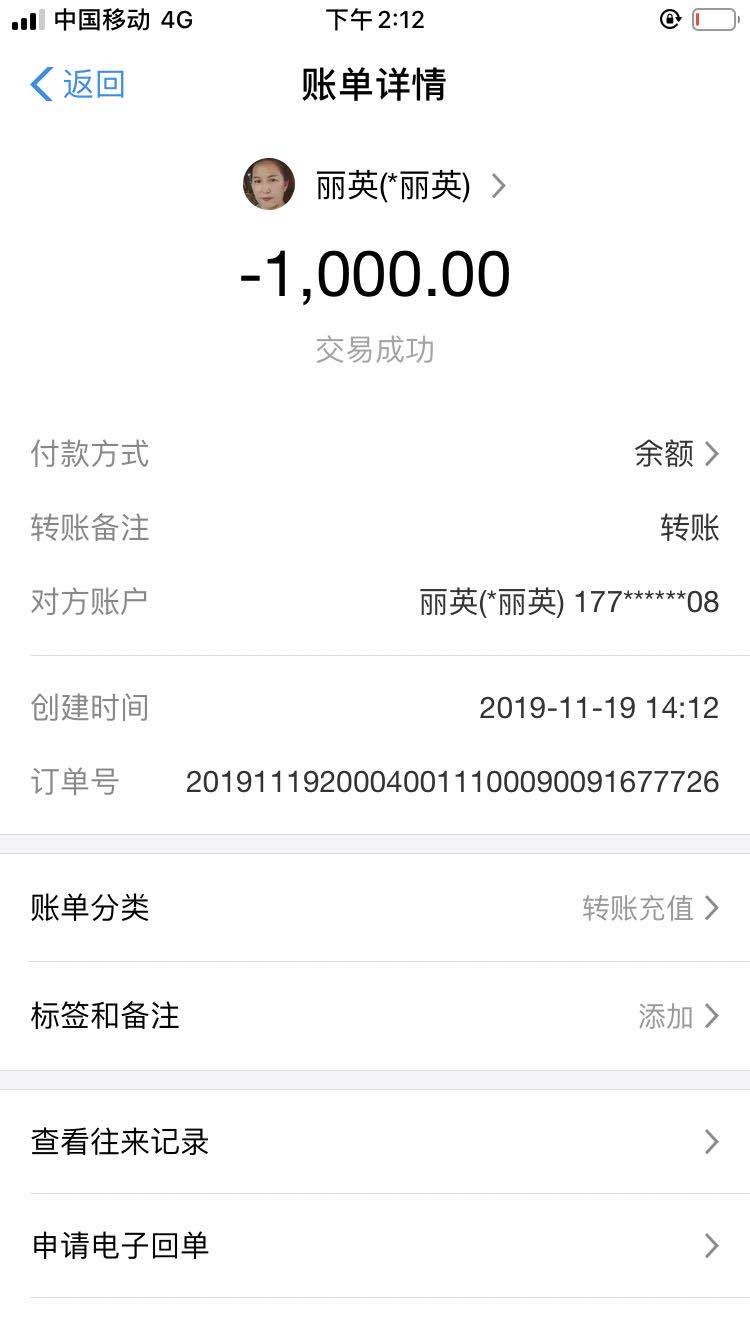 中国移动 4G 下午2:12
返回 账单详情
丽英(*丽英)
-1,000.00
交易成功
付款方式 余额
转账备注 转账
对方账户 丽英(*丽英) 177******08
创建时间 2019-11-19 14:12
订单号 20191119200040011100090091677726
账单分类 转账充值
标签和备注 添加
查看往来记录
申请电子回单